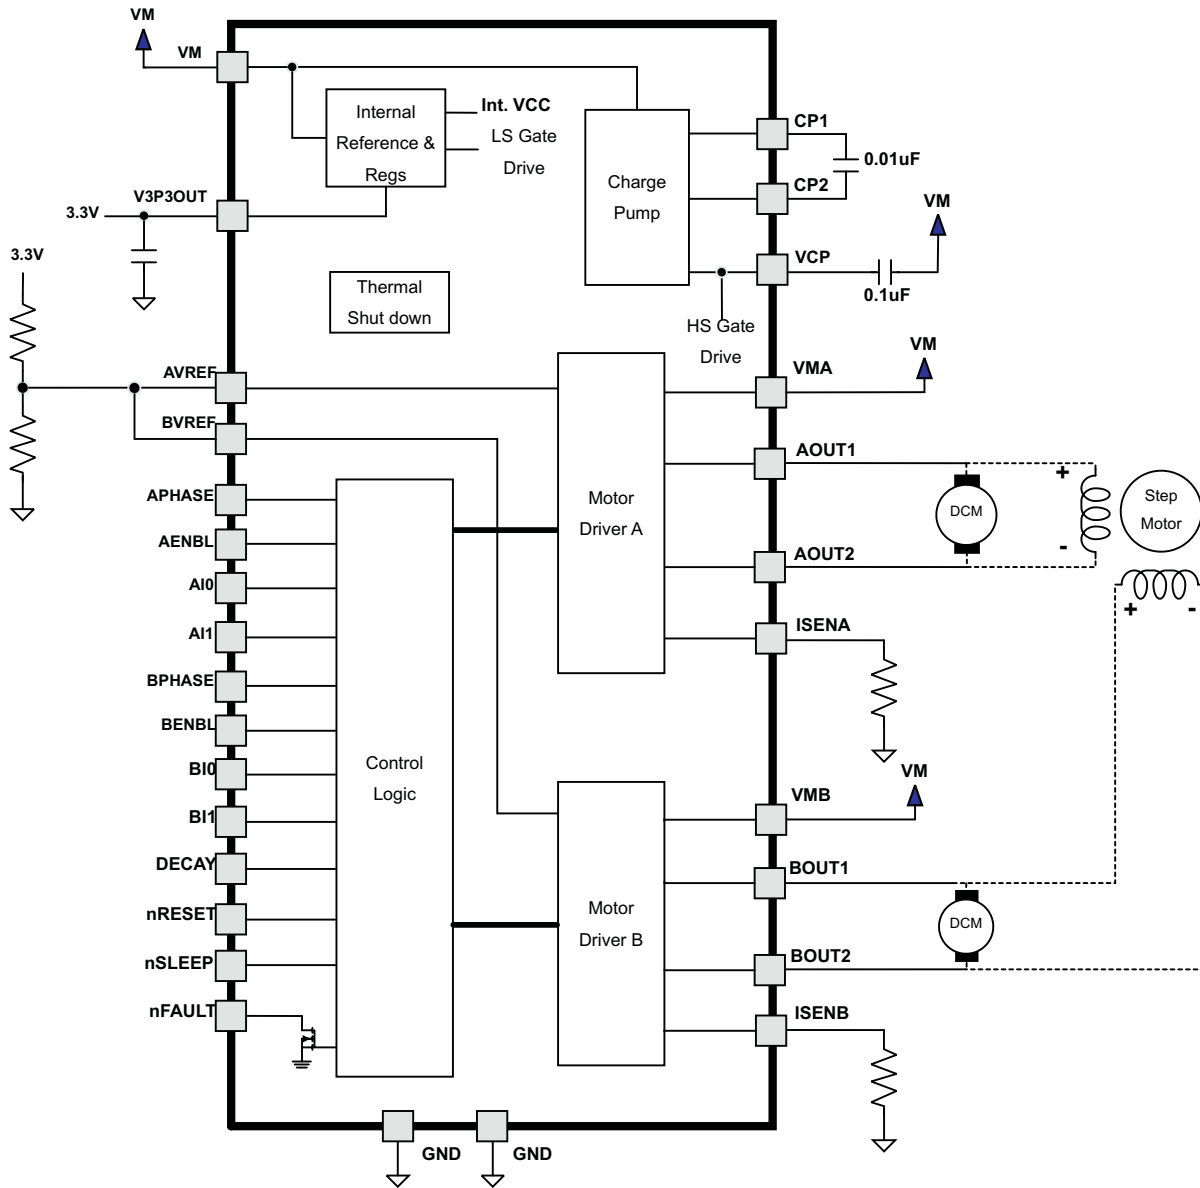 VM
VM
Internal
Reference &
Regs
Int. VCC
LS Gate
Drive
Charge
Pump
CP1
0.01uF
CP2
VM
V3P3OUT
3.3V
3.3V
VCP
0.1uF
Thermal
Shut down
HS Gate
Drive
VM
AVREF
VMA
BVREF
AOUT1
APHASE
AENBL
AI0
AI1
BPHASE
BENBL
BI0
BI1
DECAY
nRESET
nSLEEP
nFAULT
Control
Logic
Motor
Driver A
+
DCM
-
Step
Motor
AOUT2
+
-
ISENA
VM
VMB
BOUT1
Motor
Driver B
DCM
BOUT2
ISENB
GND
GND